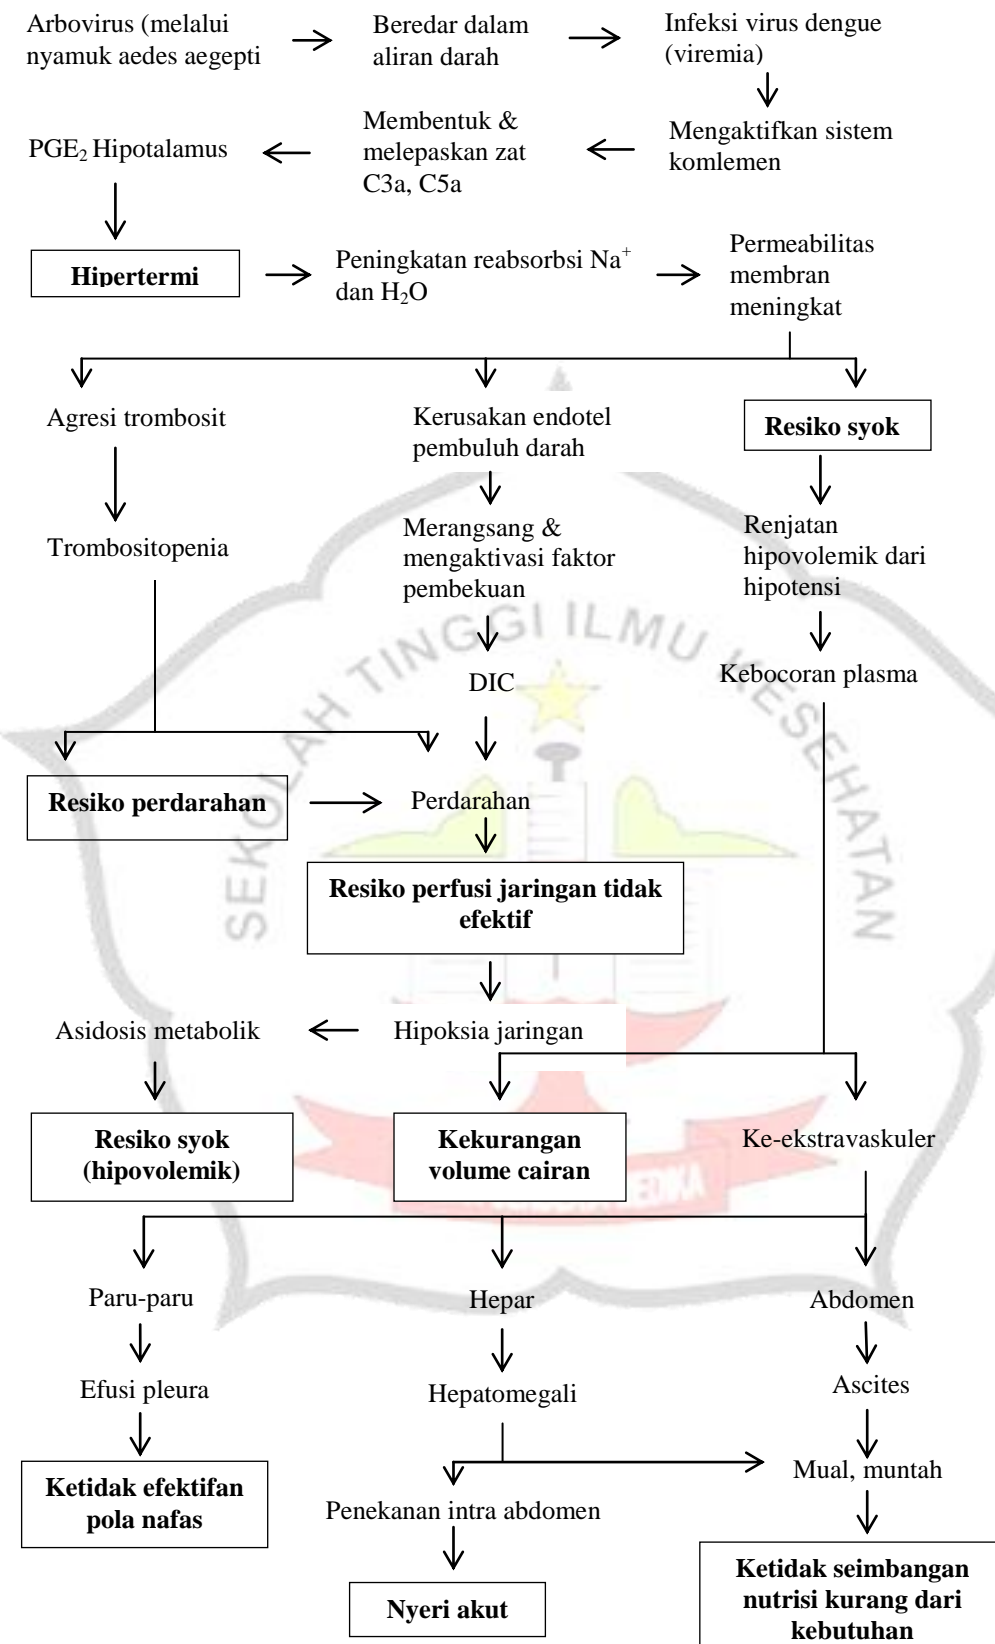 Arbovirus (melalui
nyamuk aedes aegepti
Beredar dalam
aliran darah
Infeksi virus dengue
(viremia)
PGE₂ Hipotalamus
Membentuk &
melepaskan zat
C3a, C5a
Mengaktifkan sistem
komlemen
Hipertermi
Peningkatan reabsorbsi Na⁺
dan H₂O
Permeabilitas
membran
meningkat
Agresi trombosit
Kerusakan endotel
pembuluh darah
Resiko syok
Trombositopenia
Merangsang &
mengaktivasi faktor
pembekuan
Renjatan
hipovolemik dari
hipotensi
SEKOLAH TINGGI ILMU KESEHATAN
DIC
Kebocoran plasma
Resiko perdarahan
Perdarahan
Resiko perfusi jaringan tidak
efektif
Asidosis metabolik
Hipoksia jaringan
Resiko syok
(hipovolemik)
Kekurangan
volume cairan
Ke-ekstravaskuler
Paru-paru
Hepar
Abdomen
Efusi pleura
Hepatomegali
Ascites
Ketidak efektifan
pola nafas
Penekanan intra abdomen
Mual, muntah
Nyeri akut
Ketidak seimbangan
nutrisi kurang dari
kebutuhan